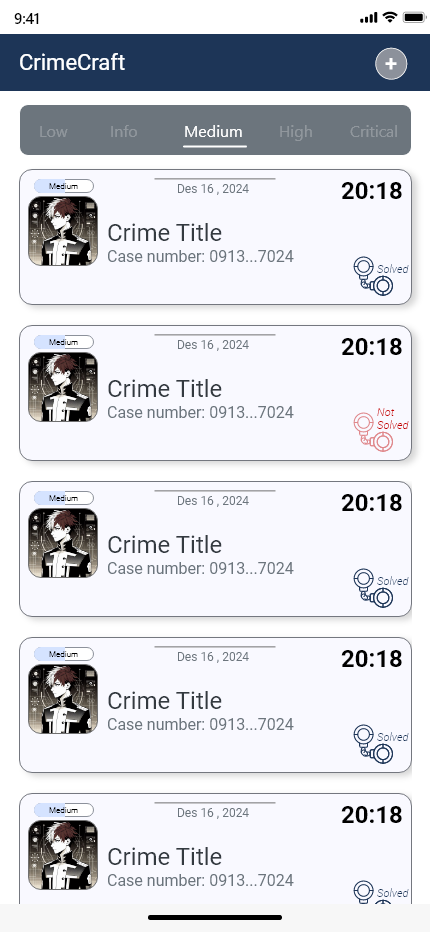 9:41
CrimeCraft
+
Low Info Medium High Critical
Medium
Des 16 , 2024
20:18
Crime Title
Case number: 0913...7024
Solved
Medium
Des 16 , 2024
20:18
Crime Title
Case number: 0913...7024
Not
Solved
Medium
Des 16 , 2024
20:18
Crime Title
Case number: 0913...7024
Solved
Medium
Des 16 , 2024
20:18
Crime Title
Case number: 0913...7024
Solved
Medium
Des 16 , 2024
20:18
Crime Title
Case number: 0913...7024
Solved